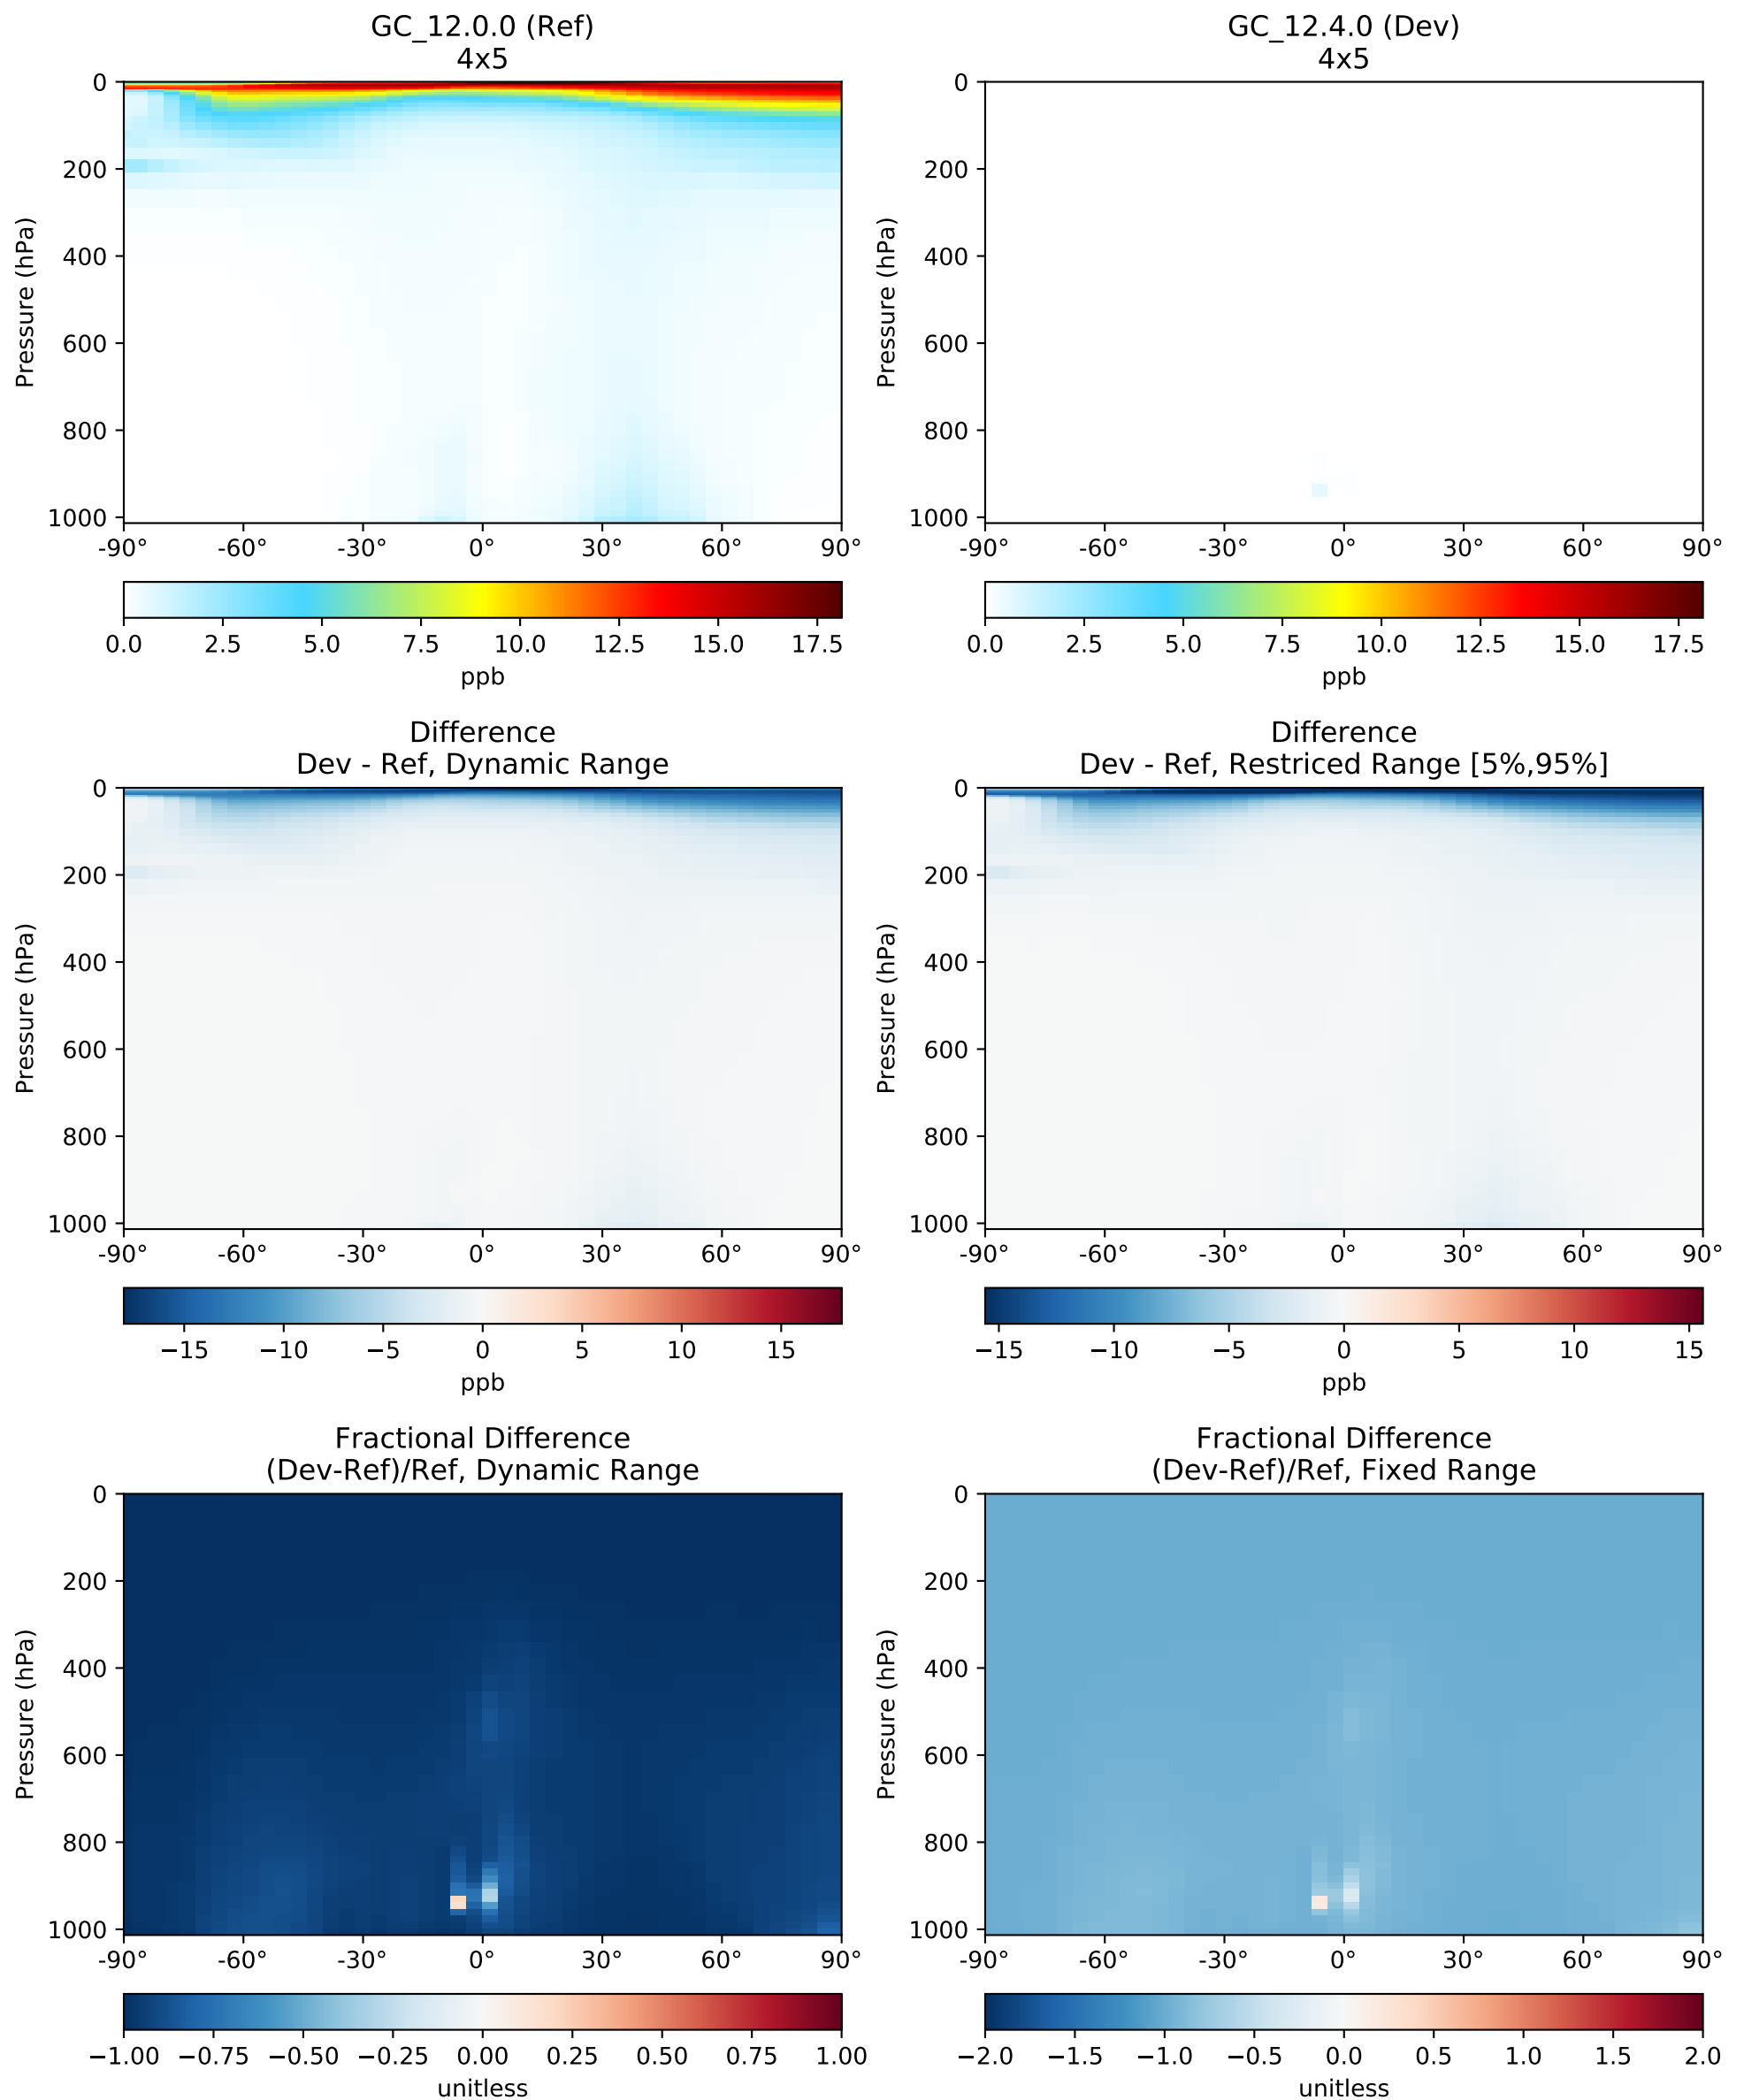 GC_12.0.0 (Ref)
4x5
0
200
400
600
800
1000
Pressure (hPa)
-90° -60° -30° 0° 30° 60° 90°
0.0 2.5 5.0 7.5 10.0 12.5 15.0 17.5
ppb
GC_12.4.0 (Dev)
4x5
0
200
400
600
800
1000
Pressure (hPa)
-90° -60° -30° 0° 30° 60° 90°
0.0 2.5 5.0 7.5 10.0 12.5 15.0 17.5
ppb
Difference
Dev - Ref, Dynamic Range
0
200
400
600
800
1000
Pressure (hPa)
-90° -60° -30° 0° 30° 60° 90°
−15 −10 −5 0 5 10 15
ppb
Difference
Dev - Ref, Restriced Range [5%,95%]
0
200
400
600
800
1000
Pressure (hPa)
-90° -60° -30° 0° 30° 60° 90°
−15 −10 −5 0 5 10 15
ppb
Fractional Difference
(Dev-Ref)/Ref, Dynamic Range
0
200
400
600
800
1000
Pressure (hPa)
-90° -60° -30° 0° 30° 60° 90°
−1.00 −0.75 −0.50 −0.25 0.00 0.25 0.50 0.75 1.00
unitless
Fractional Difference
(Dev-Ref)/Ref, Fixed Range
0
200
400
600
800
1000
Pressure (hPa)
-90° -60° -30° 0° 30° 60° 90°
−2.0 −1.5 −1.0 −0.5 0.0 0.5 1.0 1.5 2.0
unitless